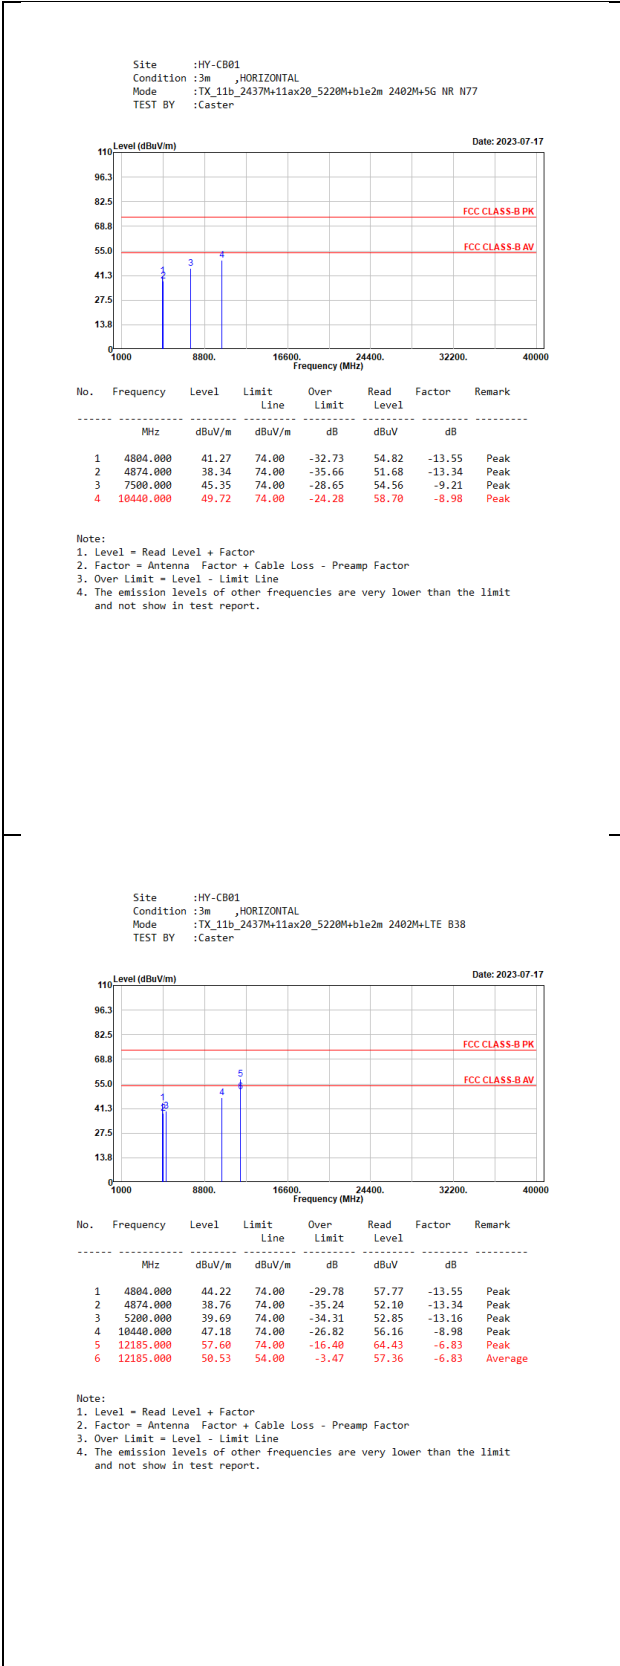 Site      :HY-CB01
Condition :3m    ,HORIZONTAL
Mode      :TX_11b_2437M+11ax20_5220M+ble2m 2402M+5G NR N77
TEST BY   :Caster
Level (dBuV/m)
Date: 2023-07-17
110
96.3
82.5
FCC CLASS-B PK
68.8
FCC CLASS-B AV
55.0
4
3
1
2
41.3
27.5
13.8
0
1000 8800. 16600. 24400. 32200. 40000
Frequency (MHz)
No. Frequency Level Limit Over Read Factor Remark
Line Limit Level
------ ----------- -------- --------- --------- -------- -------- ---------
MHz dBuV/m dBuV/m dB dBuV dB
1 4804.000 41.27 74.00 -32.73 54.82 -13.55 Peak
2 4874.000 38.34 74.00 -35.66 51.68 -13.34 Peak
3 7500.000 45.35 74.00 -28.65 54.56 -9.21 Peak
4 10440.000 49.72 74.00 -24.28 58.70 -8.98 Peak
Note:
1. Level = Read Level + Factor
2. Factor = Antenna  Factor + Cable Loss - Preamp Factor
3. Over Limit = Level - Limit Line
4. The emission levels of other frequencies are very lower than the limit
and not show in test report.
Site      :HY-CB01
Condition :3m    ,HORIZONTAL
Mode      :TX_11b_2437M+11ax20_5220M+ble2m 2402M+LTE B38
TEST BY   :Caster
Level (dBuV/m)
Date: 2023-07-17
110
96.3
82.5
FCC CLASS-B PK
68.8
5
FCC CLASS-B AV
55.0
6
4
1
2 3
41.3
27.5
13.8
0
1000 8800. 16600. 24400. 32200. 40000
Frequency (MHz)
No. Frequency Level Limit Over Read Factor Remark
Line Limit Level
------ ----------- -------- --------- --------- -------- -------- ---------
MHz dBuV/m dBuV/m dB dBuV dB
1 4804.000 44.22 74.00 -29.78 57.77 -13.55 Peak
2 4874.000 38.76 74.00 -35.24 52.10 -13.34 Peak
3 5200.000 39.69 74.00 -34.31 52.85 -13.16 Peak
4 10440.000 47.18 74.00 -26.82 56.16 -8.98 Peak
5 12185.000 57.60 74.00 -16.40 64.43 -6.83 Peak
6 12185.000 50.53 54.00 -3.47 57.36 -6.83 Average
Note:
1. Level = Read Level + Factor
2. Factor = Antenna  Factor + Cable Loss - Preamp Factor
3. Over Limit = Level - Limit Line
4. The emission levels of other frequencies are very lower than the limit
and not show in test report.